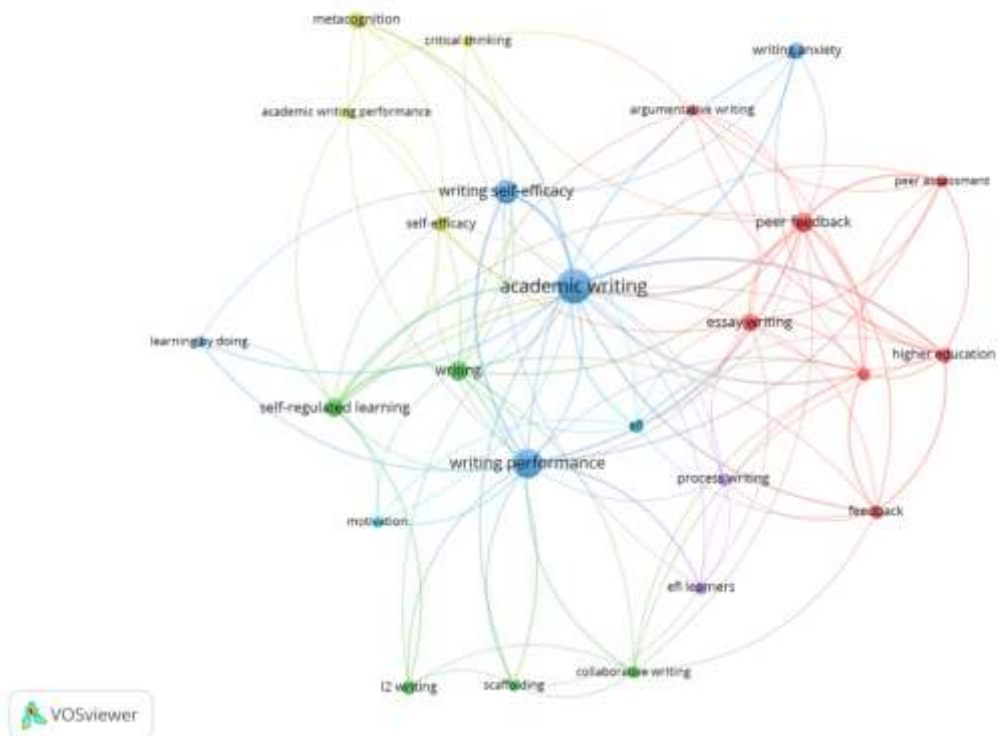 metacognition
critical thinking
writing anxiety
academic writing performance
argumentative writing
peer assessment
writing self-efficacy
peer feedback
self-efficacy
academic writing
essay writing
learning by doing
higher education
writing
self-regulated learning
efl
writing performance
process writing
motivation
feedback
efl learners
collaborative writing
l2 writing
scaffolding
VOSviewer